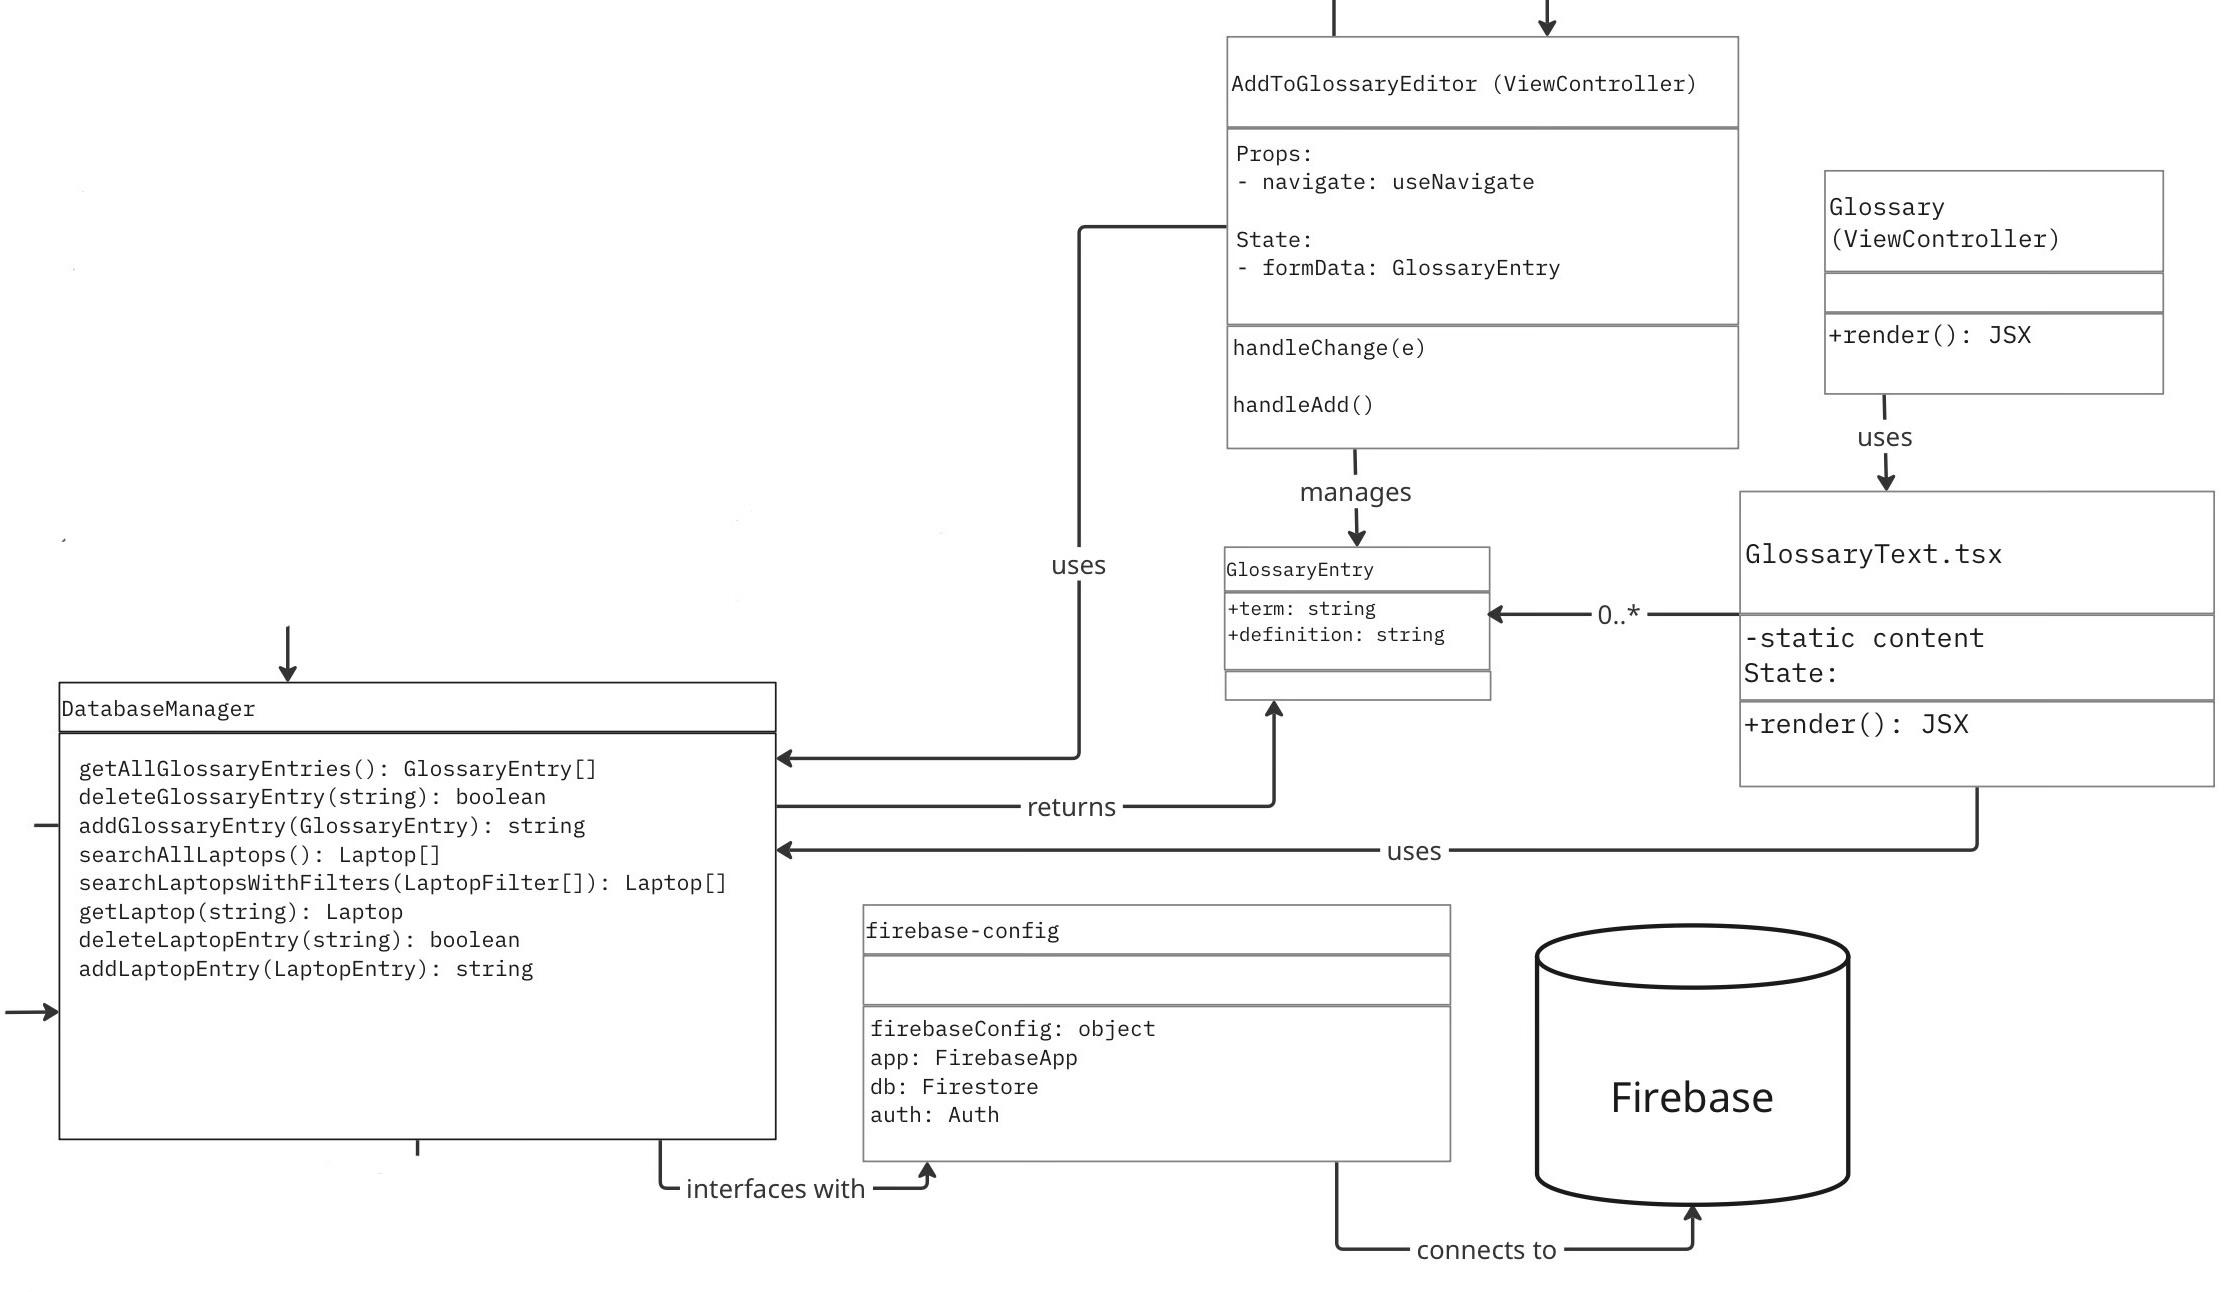 AddToGlossaryEditor (ViewController)
Props:
- navigate: useNavigate
State:
- formData: GlossaryEntry
handleChange(e)
handleAdd()
Glossary
(ViewController)
+render(): JSX
uses
manages
uses
GlossaryEntry
+term: string
+definition: string
0..*
GlossaryText.tsx
-static content
State:
+render(): JSX
DatabaseManager
getAllGlossaryEntries(): GlossaryEntry[]
deleteGlossaryEntry(string): boolean
addGlossaryEntry(GlossaryEntry): string
searchAllLaptops(): Laptop[]
searchLaptopsWithFilters(LaptopFilter[]): Laptop[]
getLaptop(string): Laptop
deleteLaptopEntry(string): boolean
addLaptopEntry(LaptopEntry): string
returns
uses
firebase-config
firebaseConfig: object
app: FirebaseApp
db: Firestore
auth: Auth
Firebase
interfaces with
connects to